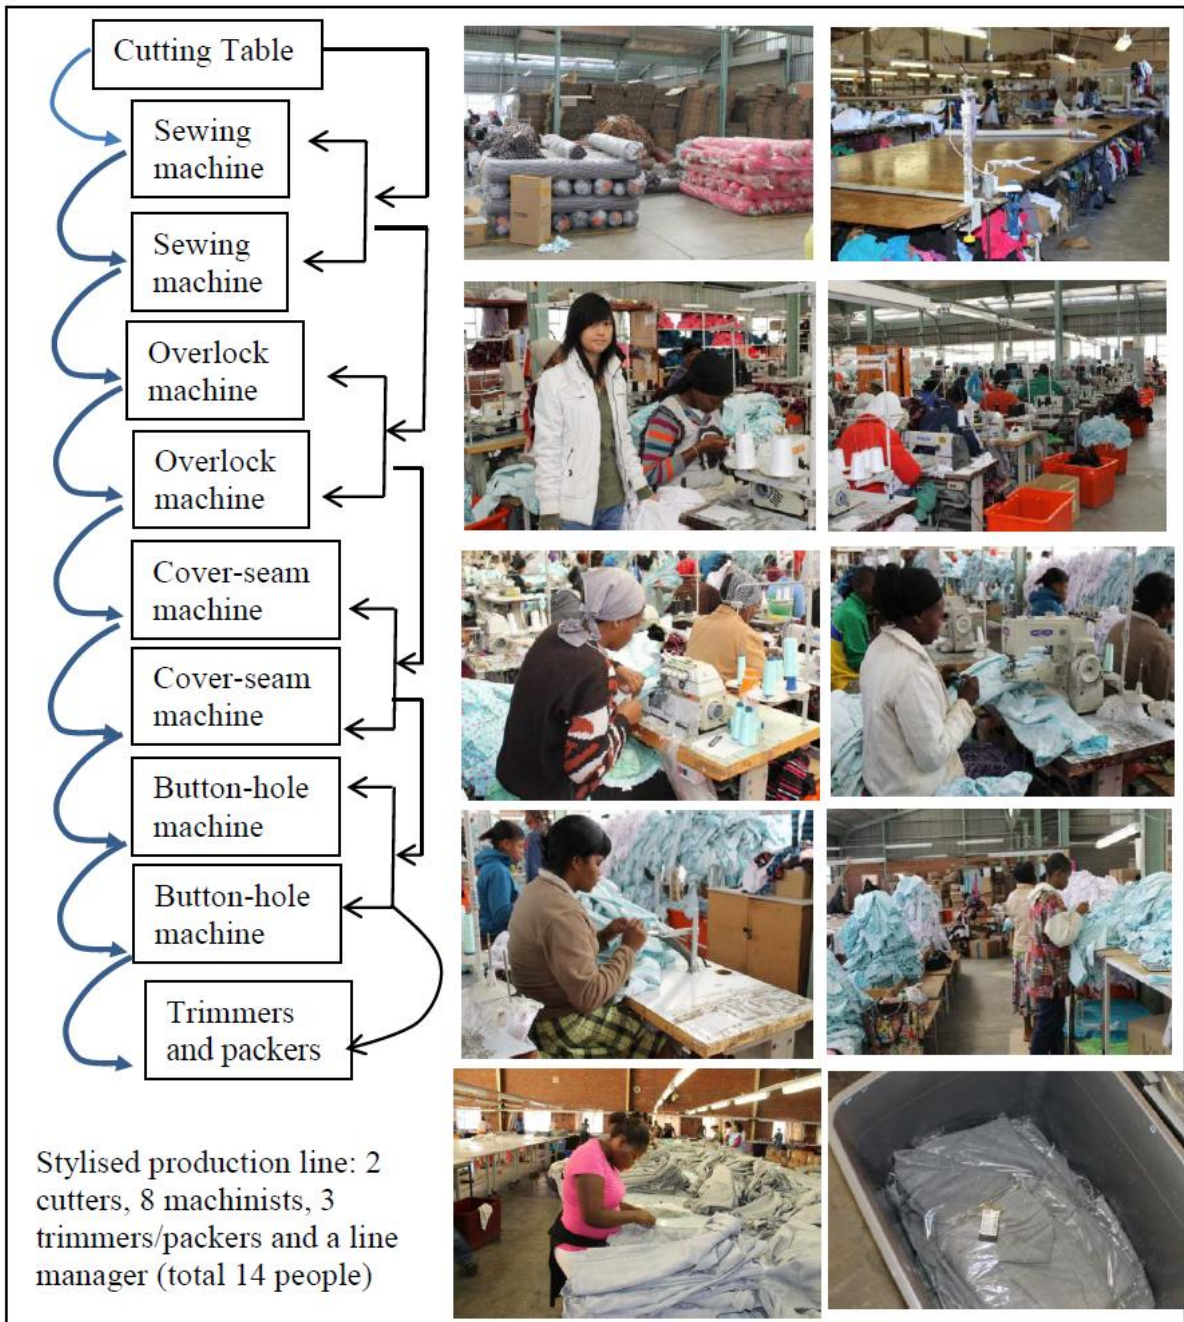 Cutting Table
Sewing
machine
Sewing
machine
Overlock
machine
Overlock
machine
Cover-seam
machine
Cover-seam
machine
Button-hole
machine
Button-hole
machine
Trimmers
and packers
Stylised production line: 2
cutters, 8 machinists, 3
trimmers/packers and a line
manager (total 14 people)